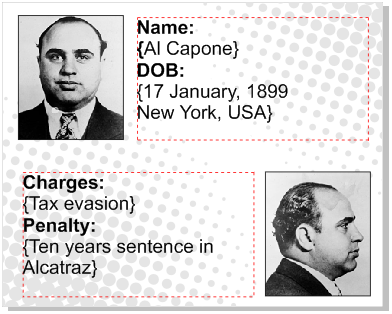 Name:
{Al Capone}
DOB:
{17 January, 1899
New York, USA}
Charges:
{Tax evasion}
Penalty:
{Ten years sentence in
Alcatraz}